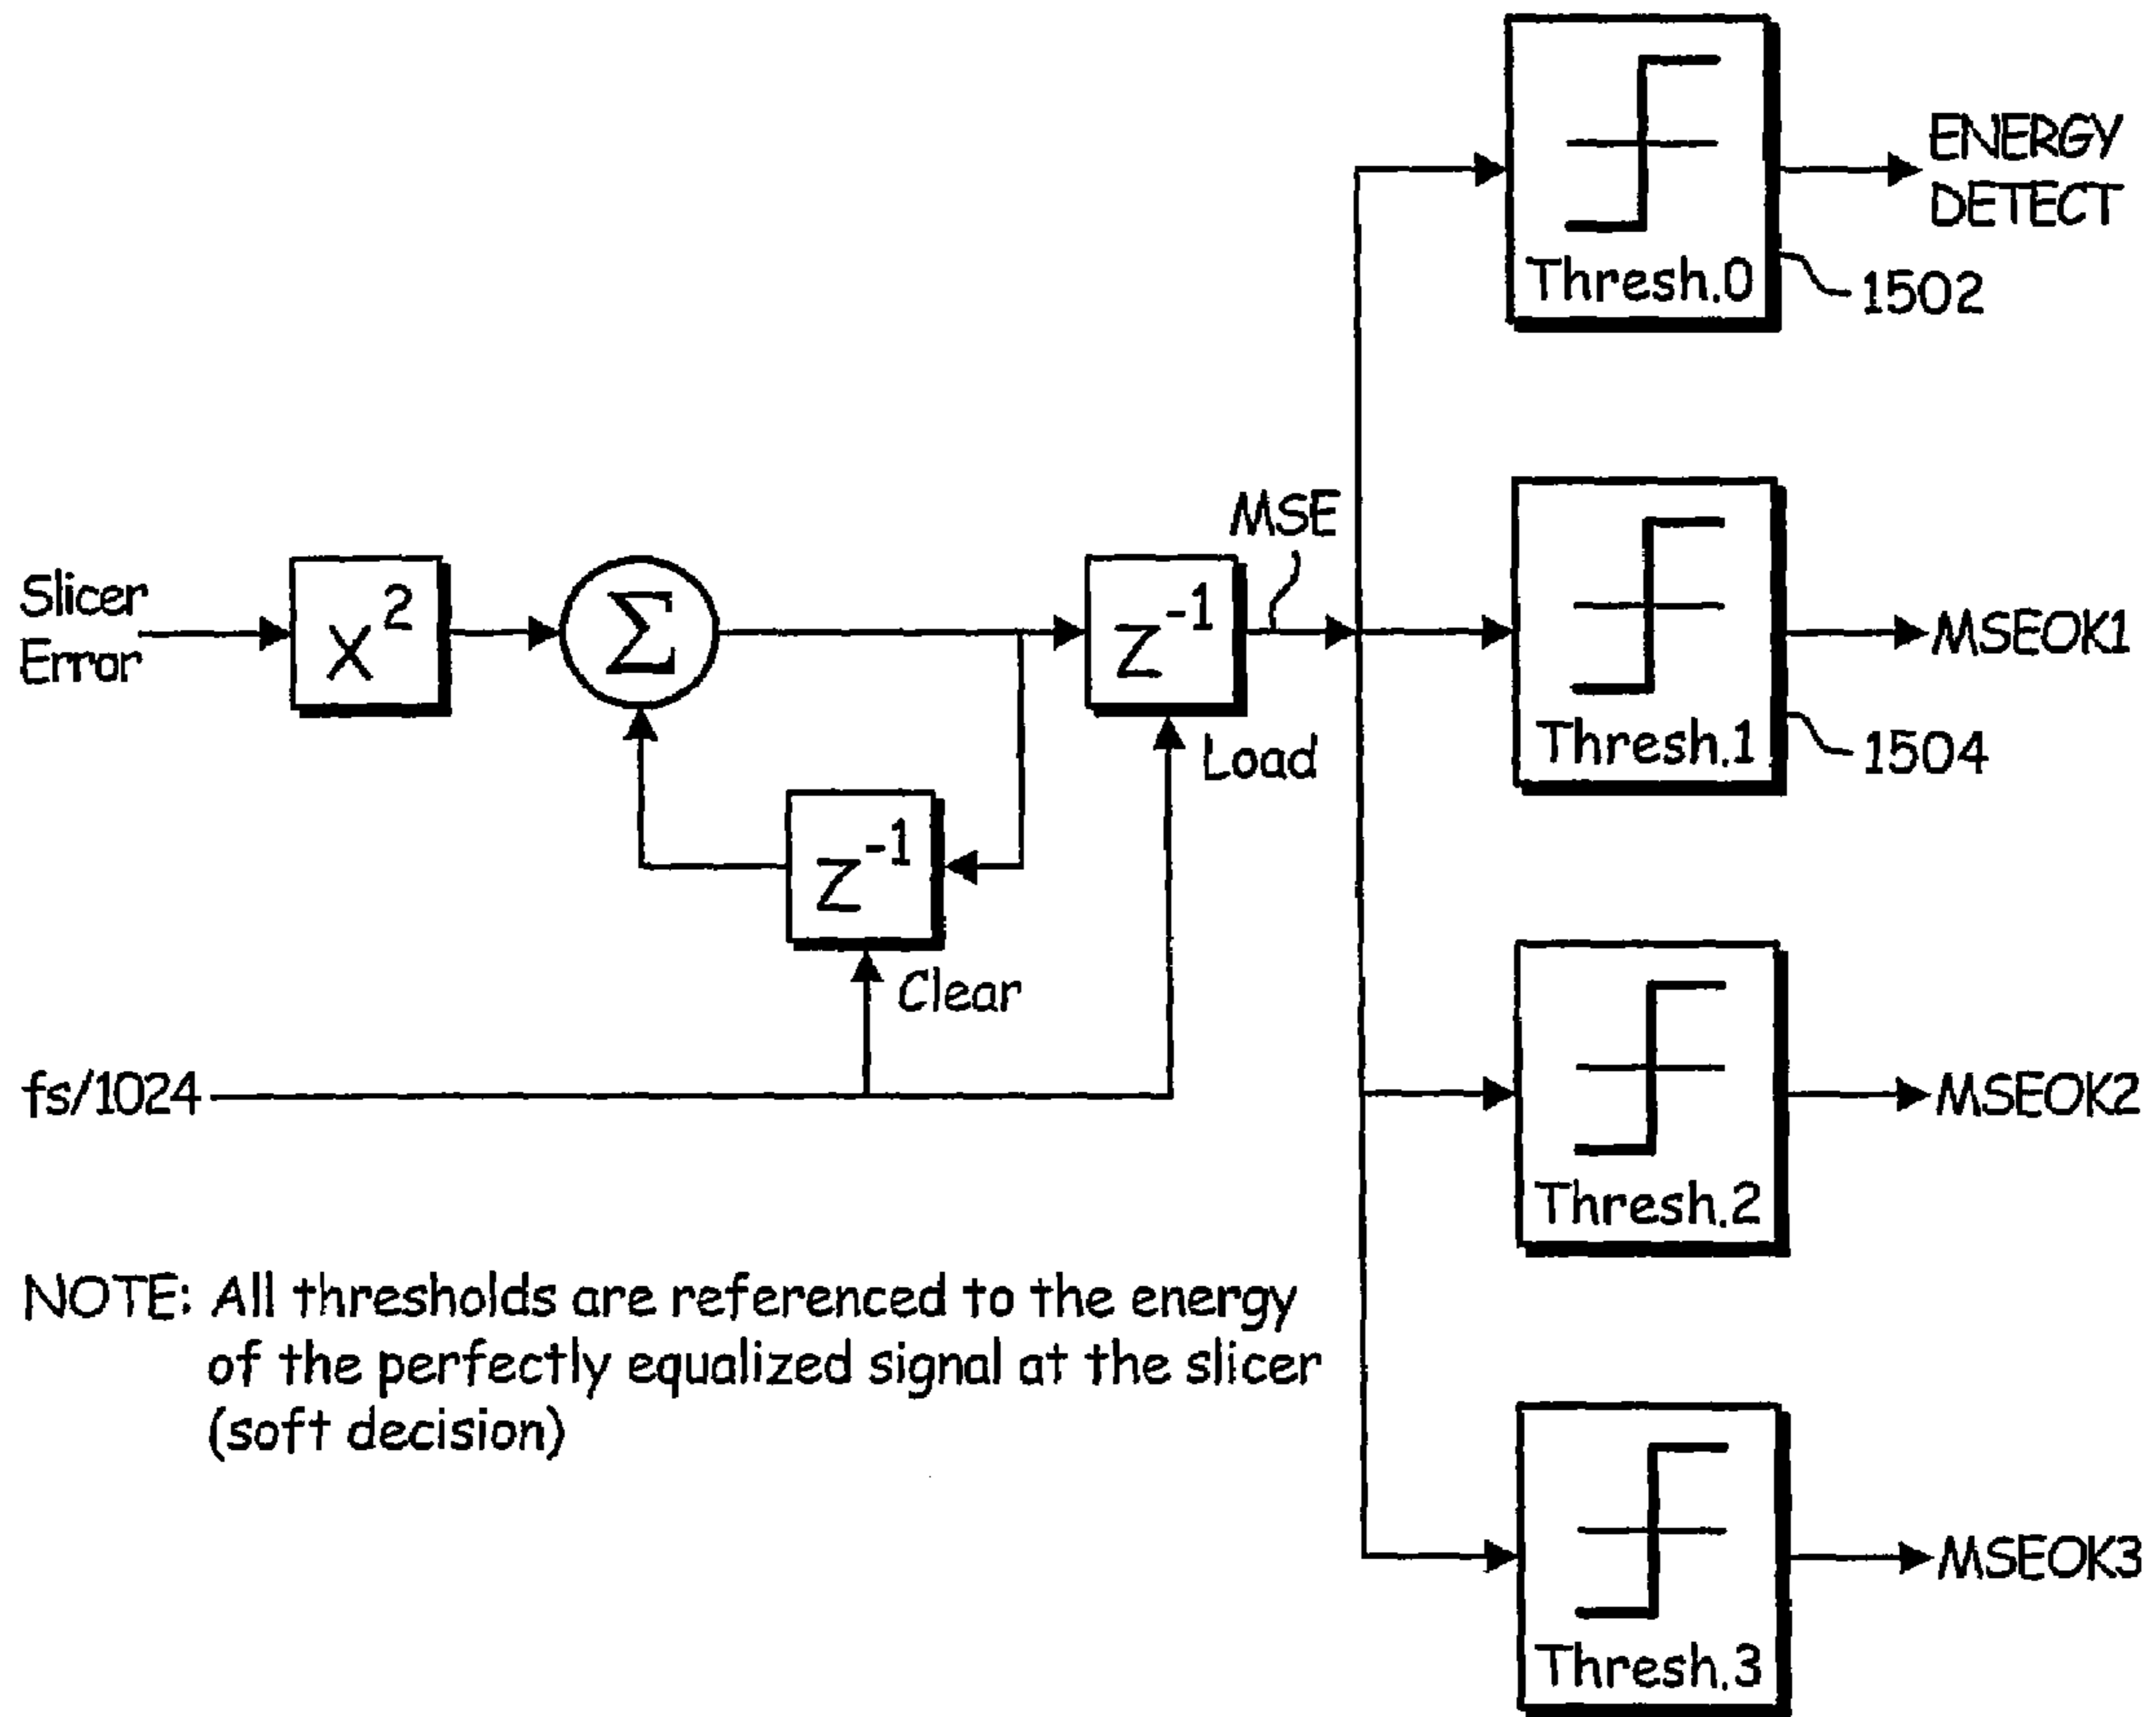 ENERGY
DETECT
Thresh.0
1502
MSE
Slicer
Error
X²
Σ
Z⁻¹
MSEOK1
Thresh.1
1504
Load
Z⁻¹
Clear
fs/1024
MSEOK2
Thresh.2
NOTE: All thresholds are referenced to the energy
of the perfectly equalized signal at the slicer
(soft decision)
MSEOK3
Thresh.3